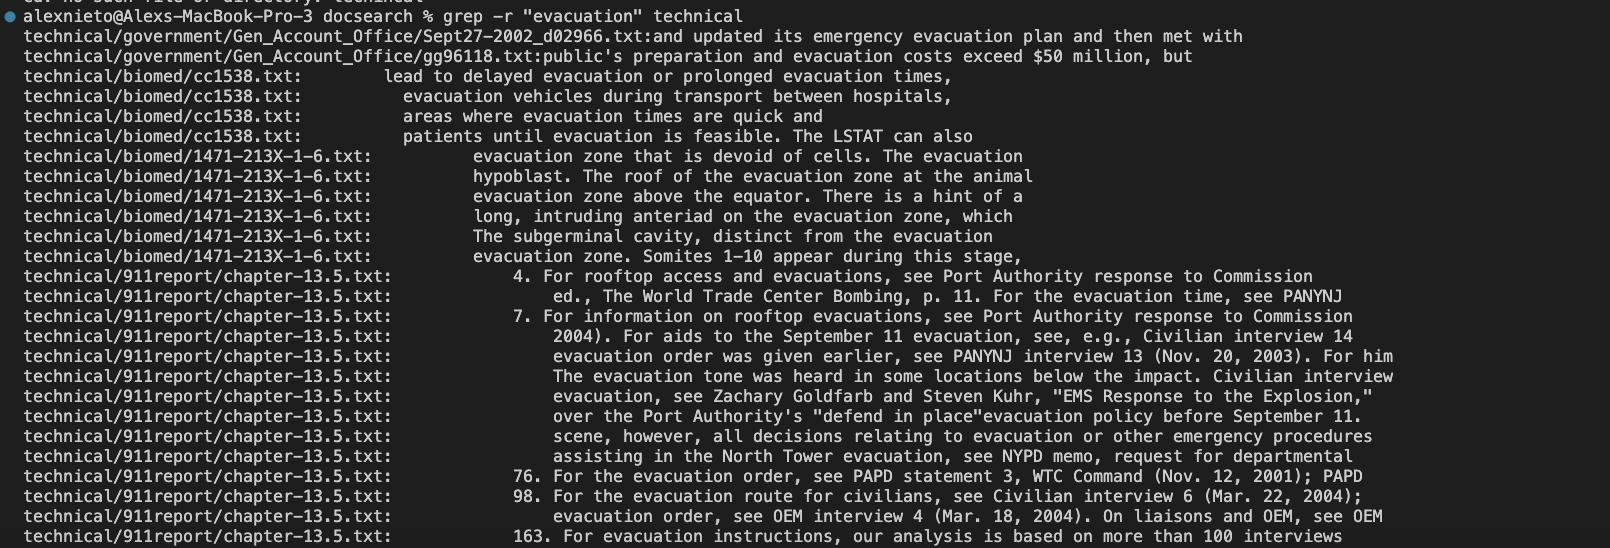 alexnieto@Alexs-MacBook-Pro-3 docsearch % grep -r "evacuation" technical
technical/government/Gen_Account_Office/Sept27-2002_d02966.txt:and updated its emergency evacuation plan and then met with
technical/government/Gen_Account_Office/gg96118.txt:public's preparation and evacuation costs exceed $50 million, but
technical/biomed/cc1538.txt:        lead to delayed evacuation or prolonged evacuation times,
technical/biomed/cc1538.txt:          evacuation vehicles during transport between hospitals,
technical/biomed/cc1538.txt:          areas where evacuation times are quick and
technical/biomed/cc1538.txt:          patients until evacuation is feasible. The LSTAT can also
technical/biomed/1471-213X-1-6.txt:          evacuation zone that is devoid of cells. The evacuation
technical/biomed/1471-213X-1-6.txt:          hypoblast. The roof of the evacuation zone at the animal
technical/biomed/1471-213X-1-6.txt:          evacuation zone above the equator. There is a hint of a
technical/biomed/1471-213X-1-6.txt:          long, intruding anteriad on the evacuation zone, which
technical/biomed/1471-213X-1-6.txt:          The subgerminal cavity, distinct from the evacuation
technical/biomed/1471-213X-1-6.txt:          evacuation zone. Somites 1-10 appear during this stage,
technical/911report/chapter-13.5.txt:            4. For rooftop access and evacuations, see Port Authority response to Commission
technical/911report/chapter-13.5.txt:                ed., The World Trade Center Bombing, p. 11. For the evacuation time, see PANYNJ
technical/911report/chapter-13.5.txt:            7. For information on rooftop evacuations, see Port Authority response to Commission
technical/911report/chapter-13.5.txt:                2004). For aids to the September 11 evacuation, see, e.g., Civilian interview 14
technical/911report/chapter-13.5.txt:                evacuation order was given earlier, see PANYNJ interview 13 (Nov. 20, 2003). For him
technical/911report/chapter-13.5.txt:                The evacuation tone was heard in some locations below the impact. Civilian interview
technical/911report/chapter-13.5.txt:                evacuation, see Zachary Goldfarb and Steven Kuhr, "EMS Response to the Explosion,"
technical/911report/chapter-13.5.txt:                over the Port Authority's "defend in place"evacuation policy before September 11.
technical/911report/chapter-13.5.txt:                scene, however, all decisions relating to evacuation or other emergency procedures
technical/911report/chapter-13.5.txt:                assisting in the North Tower evacuation, see NYPD memo, request for departmental
technical/911report/chapter-13.5.txt:            76. For the evacuation order, see PAPD statement 3, WTC Command (Nov. 12, 2001); PAPD
technical/911report/chapter-13.5.txt:            98. For the evacuation route for civilians, see Civilian interview 6 (Mar. 22, 2004);
technical/911report/chapter-13.5.txt:                evacuation order, see OEM interview 4 (Mar. 18, 2004). On liaisons and OEM, see OEM
technical/911report/chapter-13.5.txt:            163. For evacuation instructions, our analysis is based on more than 100 interviews